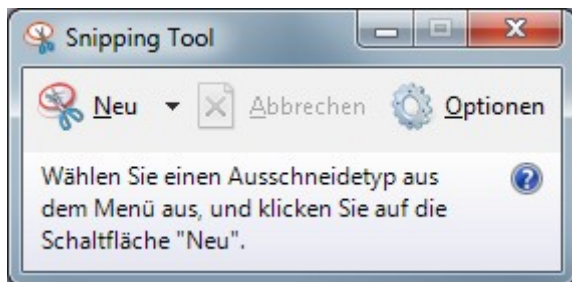 Snipping Tool
Neu Abbrechen Optionen
Wählen Sie einen Ausschneidetyp aus
dem Menü aus, und klicken Sie auf die
Schaltfläche "Neu".